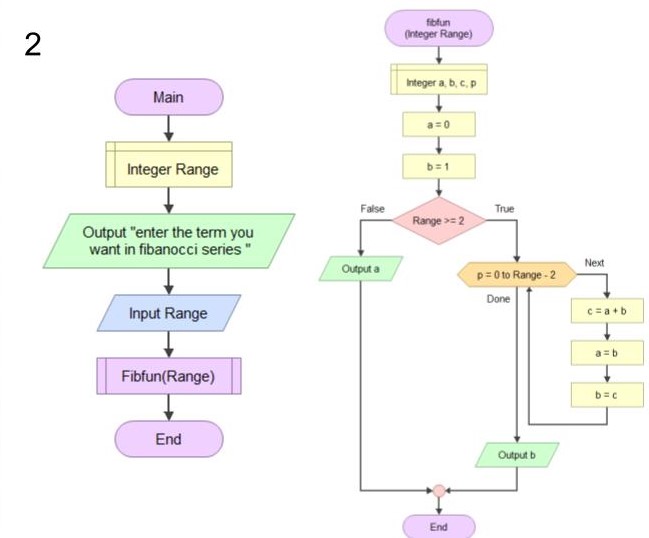 2
Main
Integer Range
Output "enter the term you
want in fibanocci series "
Input Range
Fibfun(Range)
End
fibfun
(Integer Range)
Integer a, b, c, p
a = 0
b = 1
False
Range >= 2
True
Output a
p = 0 to Range - 2
Next
Done
c = a + b
a = b
b = c
Output b
End